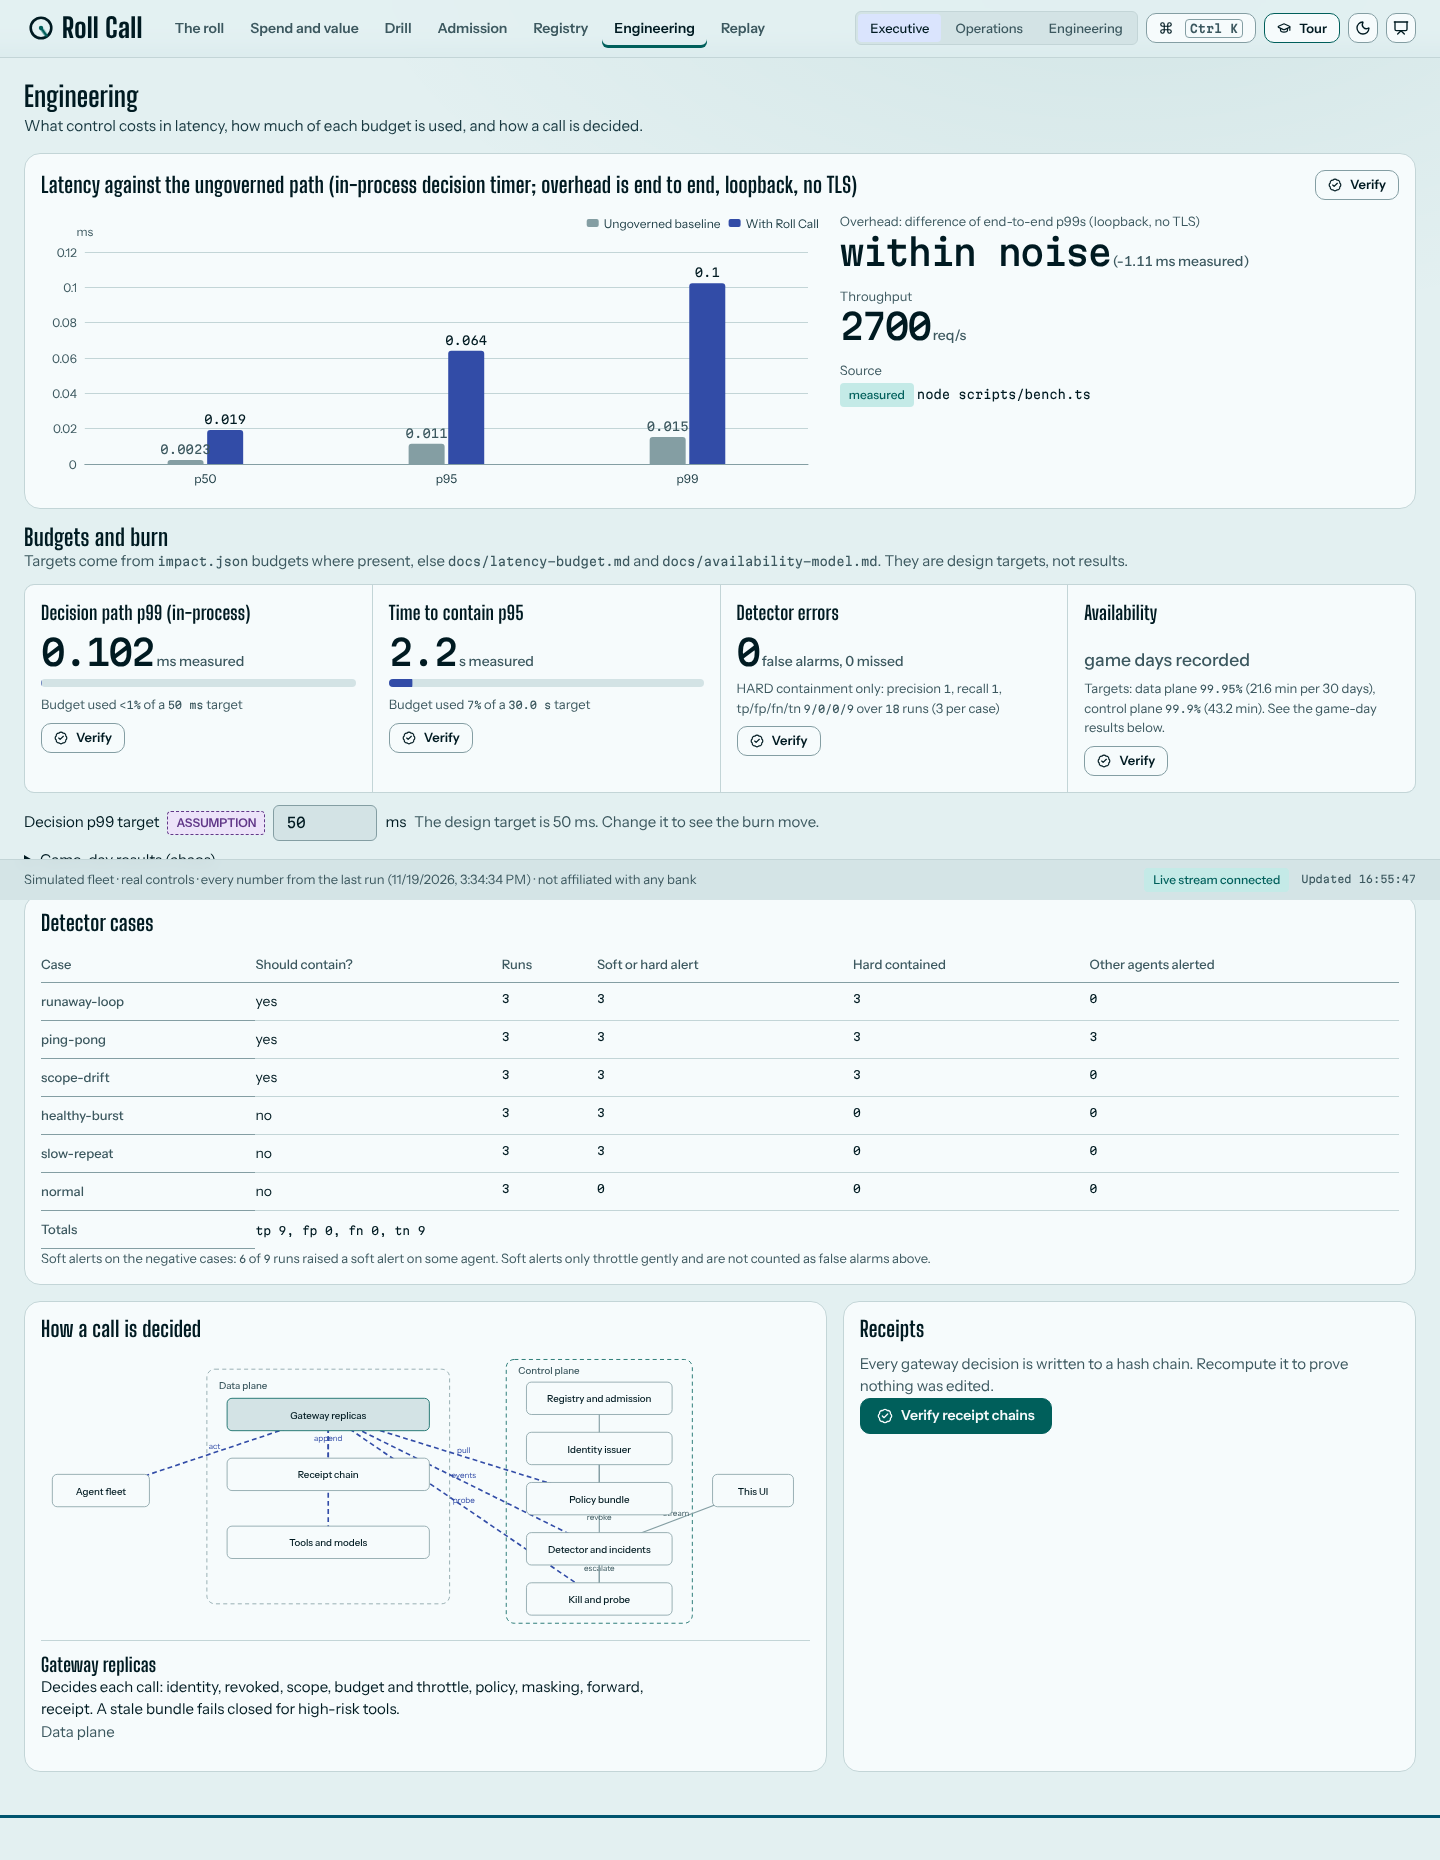 Roll Call
The roll
Spend and value
Drill
Admission
Registry
Engineering
Replay
Executive
Operations
Engineering
⌘ Ctrl K
Tour
Engineering
What control costs in latency, how much of each budget is used, and how a call is decided.
Latency against the ungoverned path (in-process decision timer; overhead is end to end, loopback, no TLS)
Verify
Ungoverned baseline
With Roll Call
ms
0.12
0.1
0.08
0.06
0.04
0.02
0
0.0023
0.019
0.011
0.064
0.015
0.1
p50
p95
p99
Overhead: difference of end-to-end p99s (loopback, no TLS)
within noise (-1.11 ms measured)
Throughput
2700 req/s
Source
measured node scripts/bench.ts
Budgets and burn
Targets come from impact.json budgets where present, else docs/latency-budget.md and docs/availability-model.md. They are design targets, not results.
Decision path p99 (in-process)
0.102 ms measured
Budget used <1% of a 50 ms target
Verify
Time to contain p95
2.2 s measured
Budget used 7% of a 30.0 s target
Verify
Detector errors
0 false alarms, 0 missed
HARD containment only: precision 1, recall 1,
tp/fp/fn/tn 9/0/0/9 over 18 runs (3 per case)
Verify
Availability
game days recorded
Targets: data plane 99.95% (21.6 min per 30 days),
control plane 99.9% (43.2 min). See the game-day
results below.
Verify
Decision p99 target ASSUMPTION 50 ms The design target is 50 ms. Change it to see the burn move.
Game-day results (chaos)
Simulated fleet · real controls · every number from the last run (11/19/2026, 3:34:34 PM) · not affiliated with any bank
Live stream connected
Updated 16:55:47
Detector cases
Case Should contain? Runs Soft or hard alert Hard contained Other agents alerted
runaway-loop yes 3 3 3 0
ping-pong yes 3 3 3 3
scope-drift yes 3 3 3 0
healthy-burst no 3 3 0 0
slow-repeat no 3 3 0 0
normal no 3 0 0 0
Totals tp 9, fp 0, fn 0, tn 9
Soft alerts on the negative cases: 6 of 9 runs raised a soft alert on some agent. Soft alerts only throttle gently and are not counted as false alarms above.
How a call is decided
Data plane
Gateway replicas
act
append
Receipt chain
Agent fleet
Tools and models
pull
events
probe
Control plane
Registry and admission
Identity issuer
Policy bundle
revoke
Detector and incidents
escalate
Kill and probe
This UI
Gateway replicas
Decides each call: identity, revoked, scope, budget and throttle, policy, masking, forward,
receipt. A stale bundle fails closed for high-risk tools.
Data plane
Receipts
Every gateway decision is written to a hash chain. Recompute it to prove
nothing was edited.
Verify receipt chains